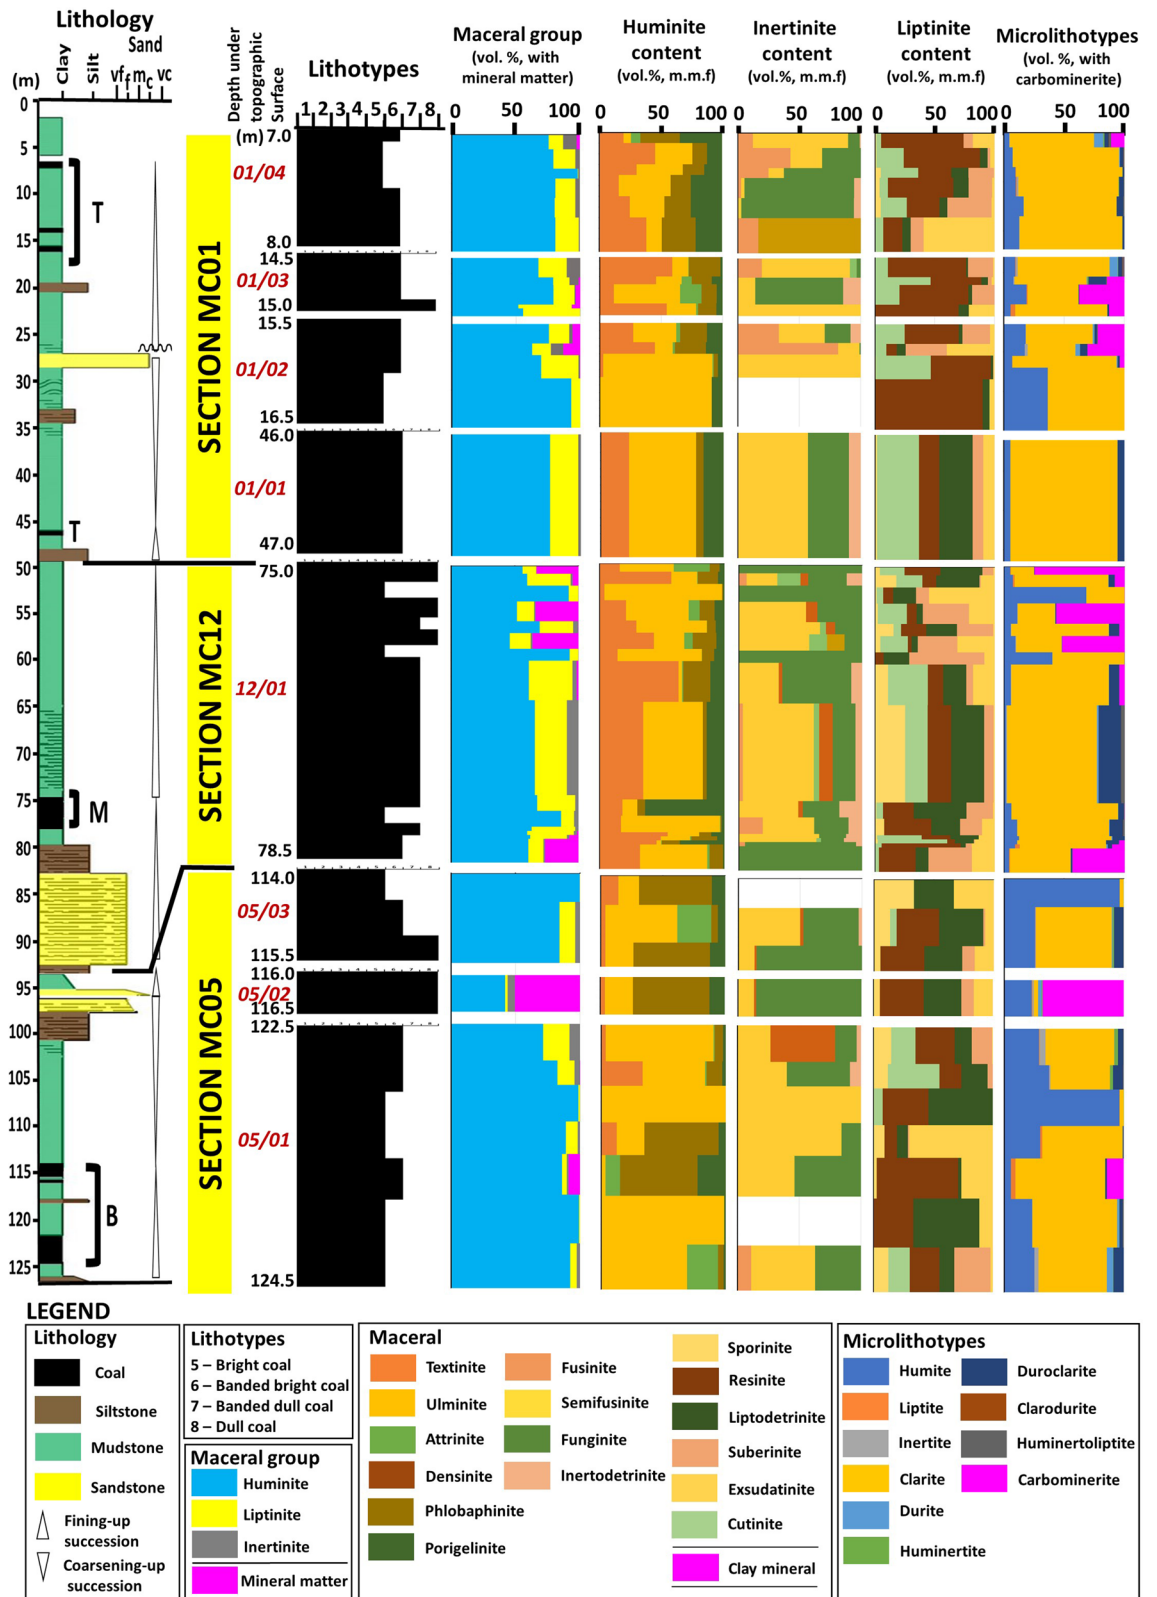 Lithology
Clay
Silt
Sand
vf f m c vc
(m)
0
5
10
15
20
25
30
35
40
45
50
55
60
65
70
75
80
85
90
95
100
105
110
115
120
125
T
T
M
B
SECTION MC01
SECTION MC12
SECTION MC05
Depth under
topographic
Surface
(m) 7.0
01/04
8.0
14.5
01/03
15.0
15.5
01/02
16.5
46.0
01/01
47.0
75.0
12/01
78.5
114.0
05/03
115.5
116.0
05/02
116.5
122.5
05/01
124.5
Lithotypes
1 2 3 4 5 6 7 8
Maceral group
(vol. %, with
mineral matter)
0 50 100
Huminite
content
(vol.%, m.m.f)
0 50 100
Inertinite
content
(vol.%, m.m.f)
0 50 100
Liptinite
content
(vol.%, m.m.f)
0 50 100
Microlithotypes
(vol. %, with
carbominerite)
0 50 100
LEGEND
Lithology
Coal
Siltstone
Mudstone
Sandstone
Fining-up
succession
Coarsening-up
succession
Lithotypes
5 – Bright coal
6 – Banded bright coal
7 – Banded dull coal
8 – Dull coal
Maceral group
Huminite
Liptinite
Inertinite
Mineral matter
Maceral
Textinite
Ulminite
Attrinite
Densinite
Phlobaphinite
Porigelinite
Fusinite
Semifusinite
Funginite
Inertodetrinite
Sporinite
Resinite
Liptodetrinite
Suberinite
Exsudatinite
Cutinite
Clay mineral
Microlithotypes
Humite
Liptite
Inertite
Clarite
Durite
Huminertite
Duroclarite
Clarodurite
Huminertoliptite
Carbominerite